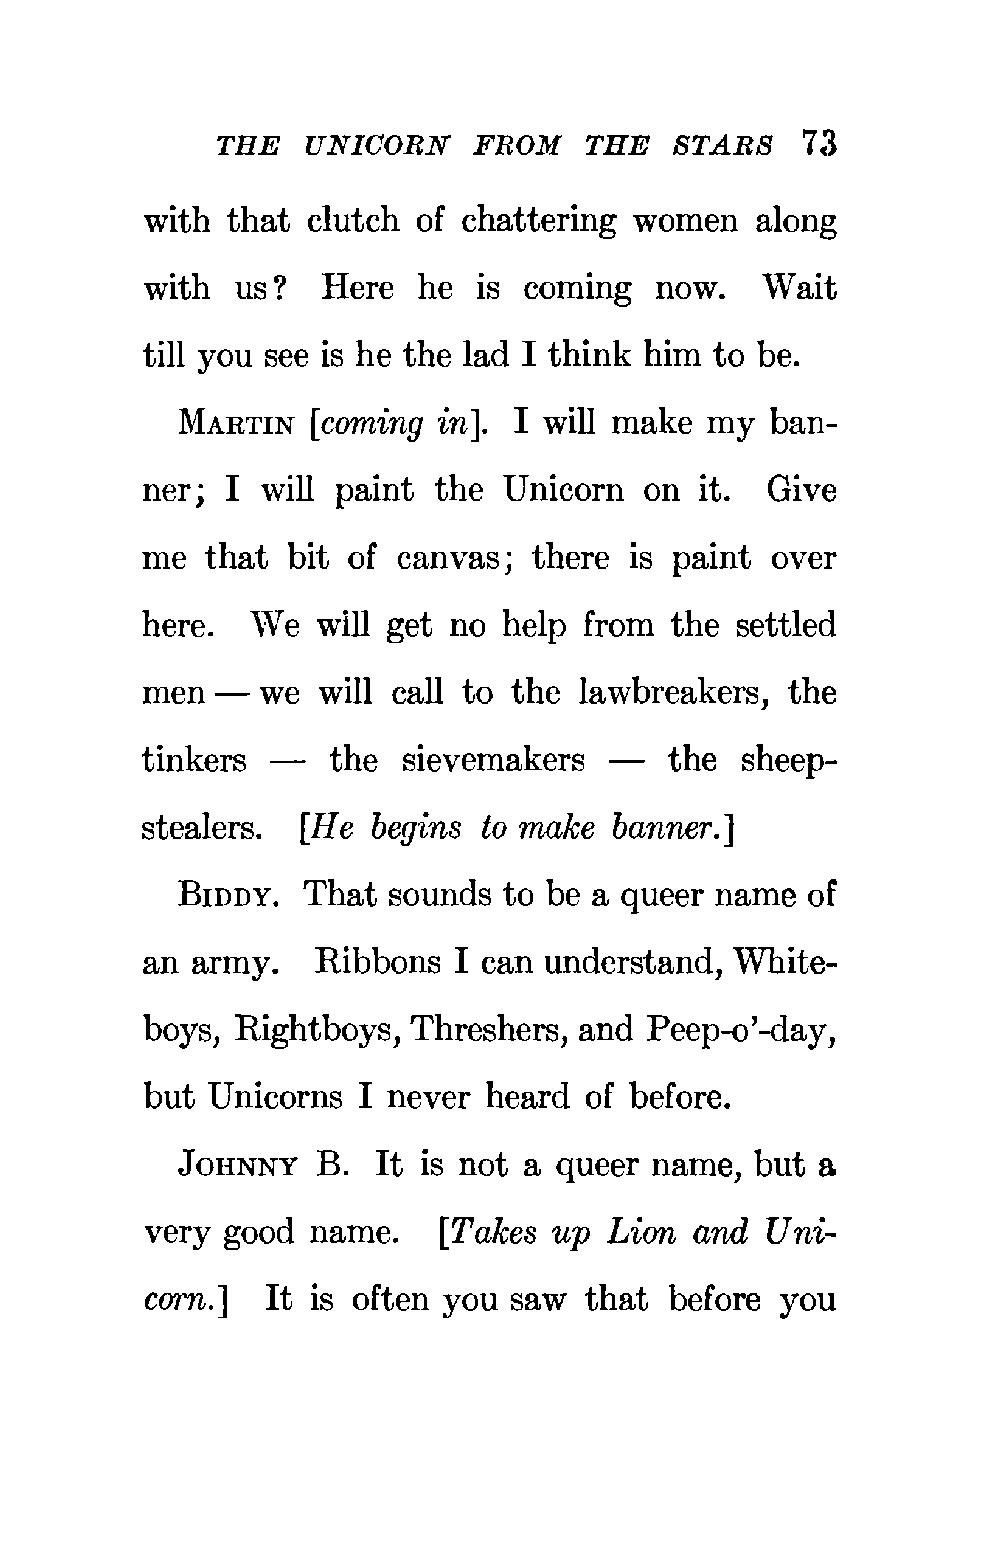 THE UNICORN FROM THE STARS 73
with that clutch of chattering women along
with us? Here he is coming now. Wait
till you see is he the lad I think him to be.
MARTIN [coming in]. I will make my ban-
ner; I will paint the Unicorn on it. Give
me that bit of canvas; there is paint over
here. We will get no help from the settled
men — we will call to the lawbreakers, the
tinkers — the sievemakers — the sheep-
stealers. [He begins to make banner.]
BIDDY. That sounds to be a queer name of
an army. Ribbons I can understand, White-
boys, Rightboys, Threshers, and Peep-o'-day,
but Unicorns I never heard of before.
JOHNNY B. It is not a queer name, but a
very good name. [Takes up Lion and Uni-
corn.] It is often you saw that before you